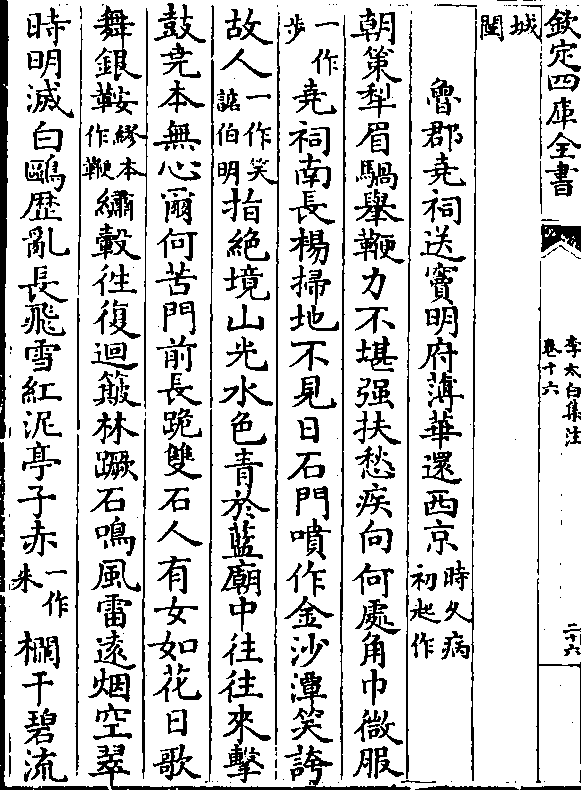 欽定四庫全書
李太白集注
卷十六
二十六
城闉
魯郡堯祠送竇明府薄華還西京時久病初起作
朝策犁眉騧舉鞭力不堪强扶愁疾向何處角巾微服
一作步堯祠南長楊掃地不見日石門噴作金沙潭笑誇
故人一作笑誇伯明指絶境山光水色青於藍廟中往往來擊
鼓堯本無心爾何苦門前長跪雙石人有女如花日歌
舞銀鞍繆本作鞭繡轂徃復迴簸林蹶石鳴風雷逺烟空翠
時明滅白鷗歴亂長飛雪紅泥亭子赤一作朱欄干碧流